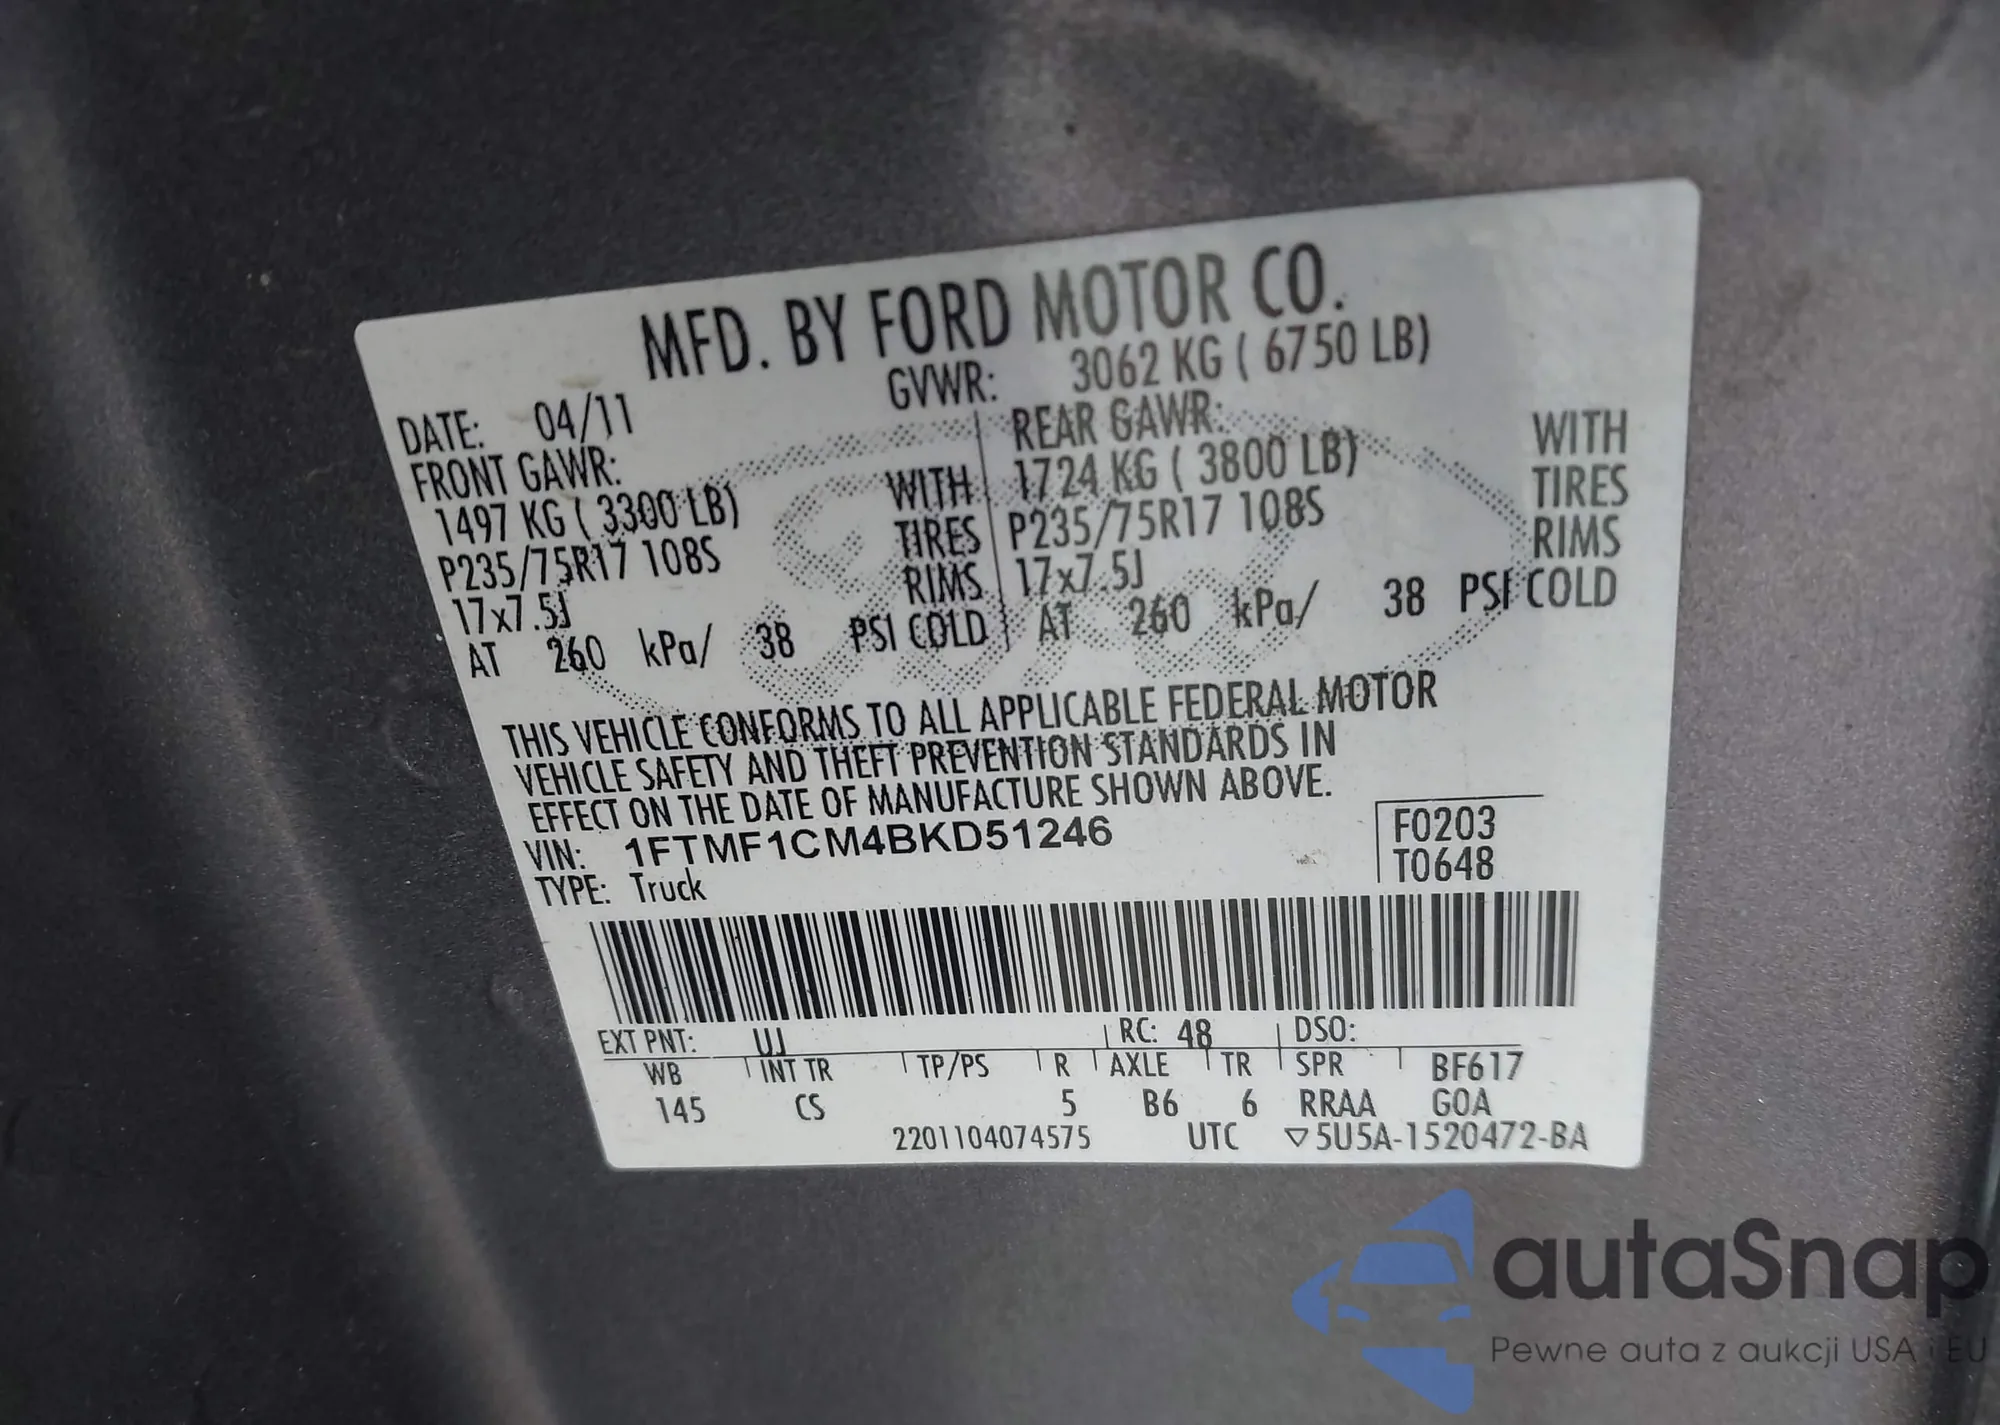 MFD. BY FORD MOTOR CO.
DATE: 04/11 GVWR: 3062 KG ( 6750 LB)
FRONT GAWR: REAR GAWR:
1497 KG ( 3300 LB) WITH 1724 KG ( 3800 LB) WITH
P235/75R17 108S TIRES P235/75R17 108S TIRES
17x7.5J RIMS 17x7.5J RIMS
AT 260 kPa/ 38 PSI COLD AT 260 kPa/ 38 PSI COLD
THIS VEHICLE CONFORMS TO ALL APPLICABLE FEDERAL MOTOR
VEHICLE SAFETY AND THEFT PREVENTION STANDARDS IN
EFFECT ON THE DATE OF MANUFACTURE SHOWN ABOVE.
VIN: 1FTMF1CM4BKD51246 F0203
TYPE: Truck T0648
EXT PNT: UJ RC: 48 DSO:
WB INT TR TP/PS R AXLE TR SPR BF617
145 CS 5 B6 6 RRAA GOA
2201104074575 UTC ▽5U5A-1520472-BA
Ford
autoSnap
Pewne auta z aukcji USA i EU